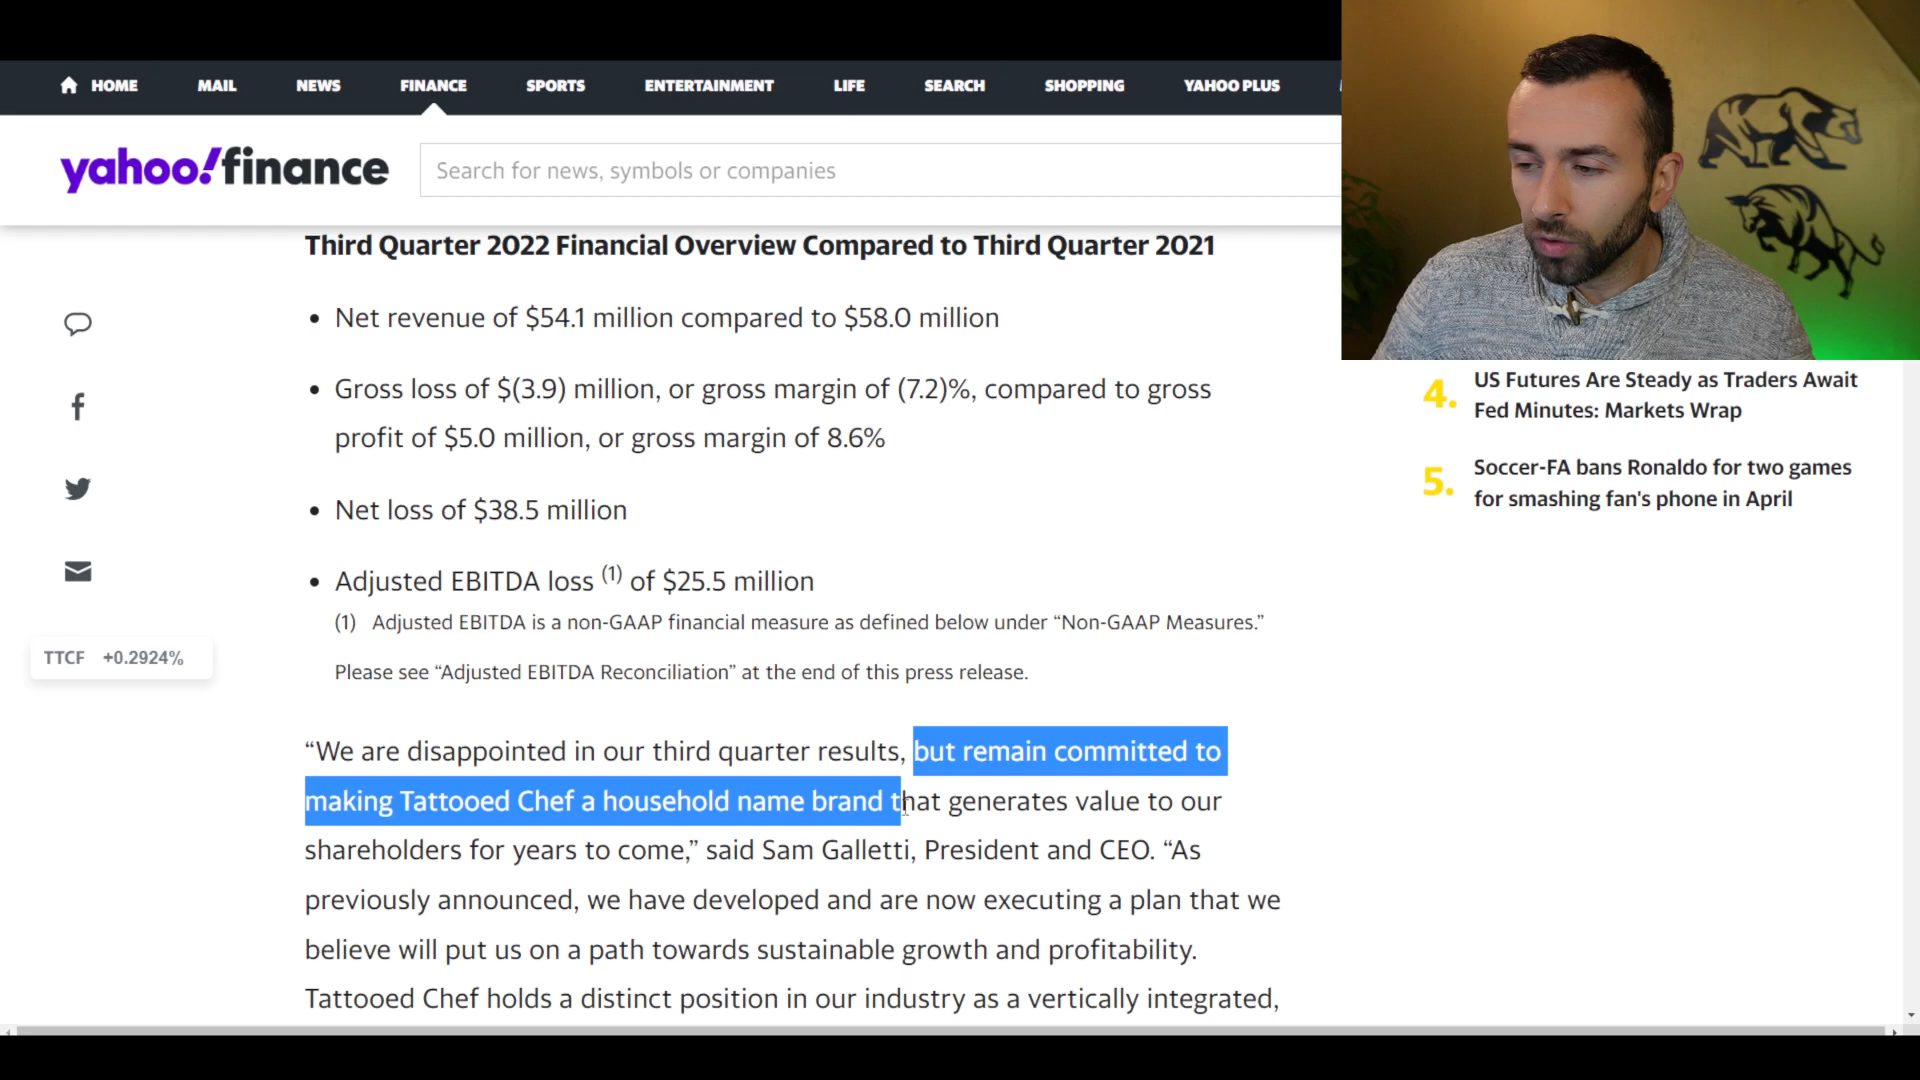 HOME MAIL NEWS FINANCE SPORTS ENTERTAINMENT LIFE SEARCH SHOPPING YAHOO PLUS
yahoo!finance
Search for news, symbols or companies
Third Quarter 2022 Financial Overview Compared to Third Quarter 2021
• Net revenue of $54.1 million compared to $58.0 million
• Gross loss of $(3.9) million, or gross margin of (7.2)%, compared to gross
profit of $5.0 million, or gross margin of 8.6%
• Net loss of $38.5 million
• Adjusted EBITDA loss (1) of $25.5 million
(1) Adjusted EBITDA is a non-GAAP financial measure as defined below under “Non-GAAP Measures.”
Please see “Adjusted EBITDA Reconciliation” at the end of this press release.
“We are disappointed in our third quarter results, but remain committed to
making Tattooed Chef a household name brand that generates value to our
shareholders for years to come,” said Sam Galletti, President and CEO. “As
previously announced, we have developed and are now executing a plan that we
believe will put us on a path towards sustainable growth and profitability.
Tattooed Chef holds a distinct position in our industry as a vertically integrated,
TTCF +0.2924%
4. US Futures Are Steady as Traders Await
Fed Minutes: Markets Wrap
5. Soccer-FA bans Ronaldo for two games
for smashing fan's phone in April